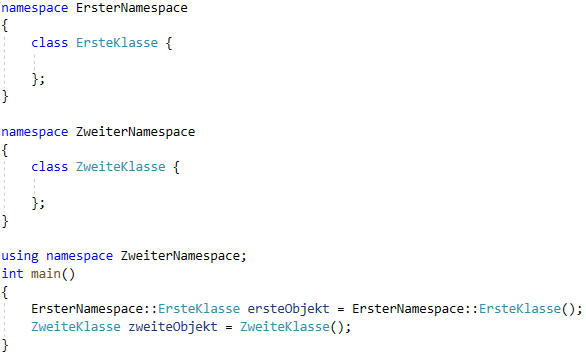 namespace ErsterNamespace
{
class ErsteKlasse {
};
}
namespace ZweiterNamespace
{
class ZweiteKlasse {
};
}
using namespace ZweiterNamespace;
int main()
{
ErsterNamespace::ErsteKlasse ersteObjekt = ErsterNamespace::ErsteKlasse();
ZweiteKlasse zweiteObjekt = ZweiteKlasse();
}